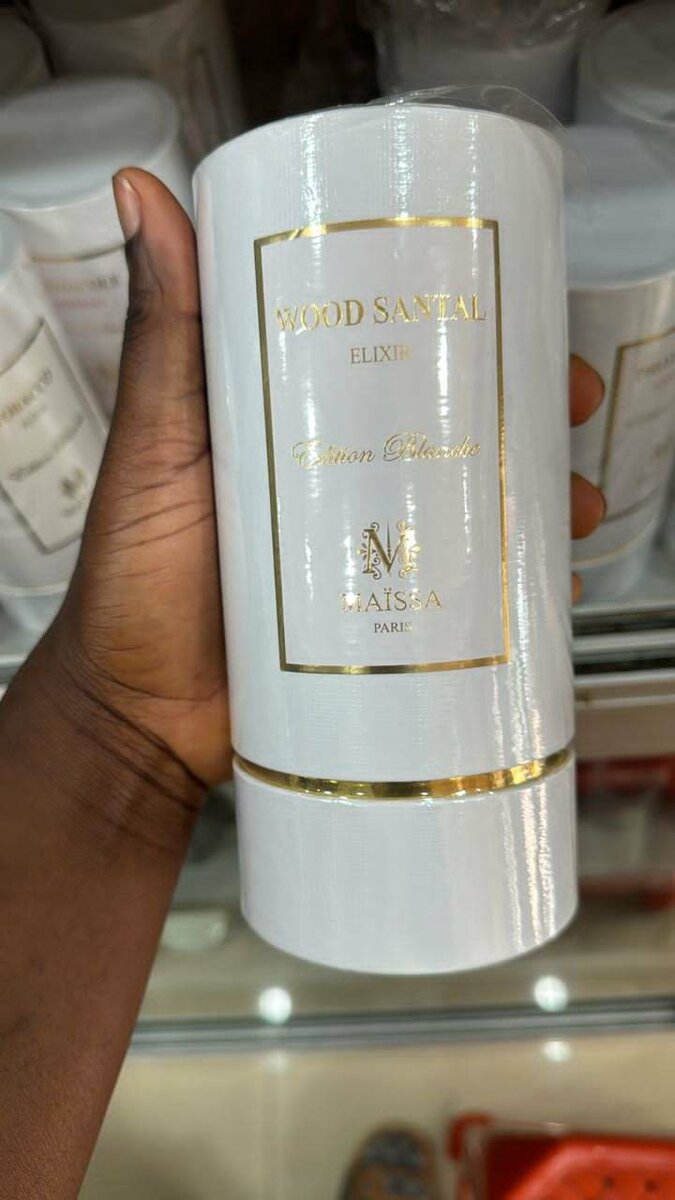 WOOD SANTAL
ELIXIR
Edition Blanche
M
MAÏSSA
PARIS